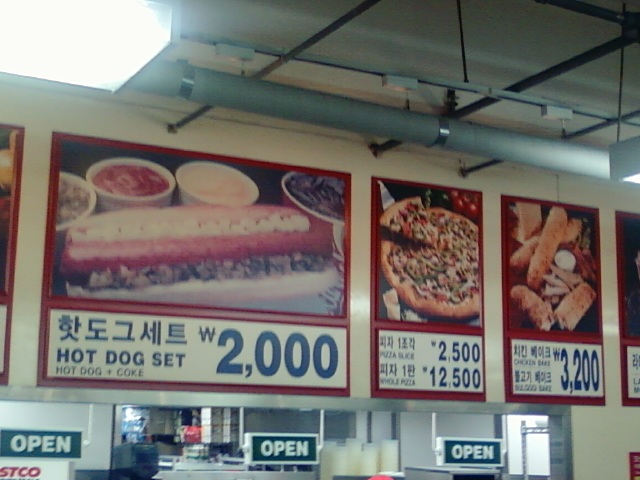 핫도그세트 ₩2,000
HOT DOG SET
HOT DOG + COKE
피자 1조각 ₩2,500
PIZZA SLICE
피자 1판 ₩12,500
WHOLE PIZZA
치킨 베이크 ₩3,200
CHICKEN BAKE
불고기 베이크
BULGOGI BAKE
OPEN
OPEN
OPEN